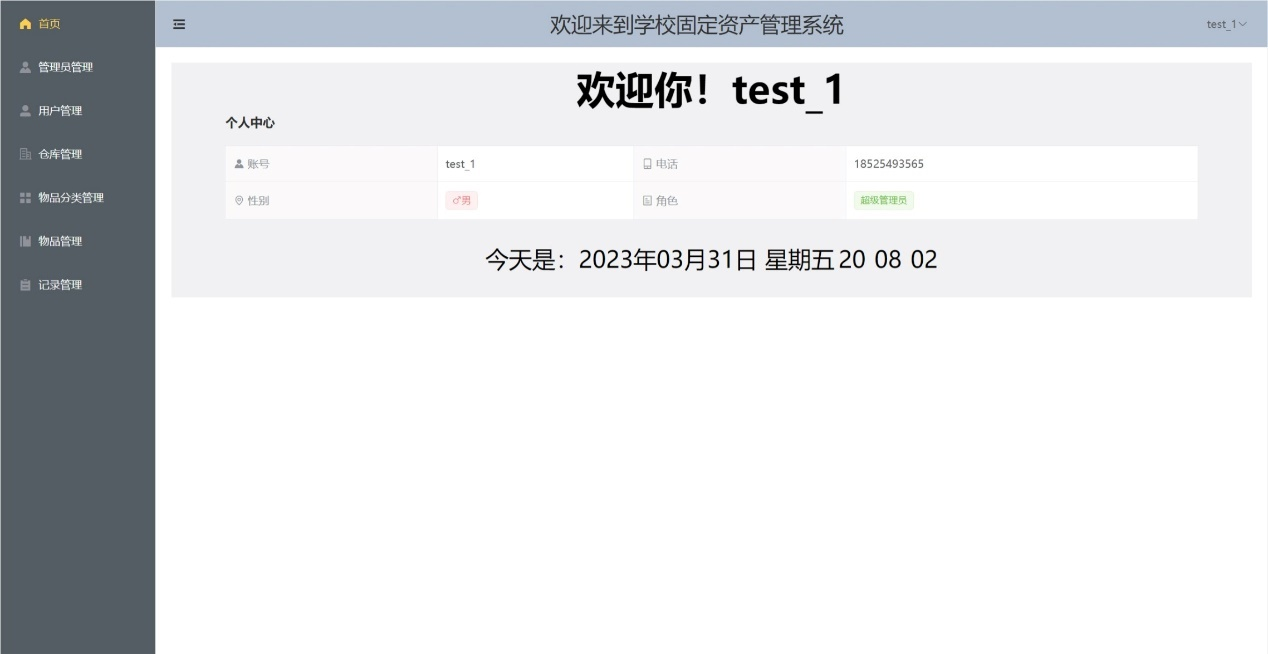 首页
管理员管理
用户管理
仓库管理
物品分类管理
物品管理
记录管理
欢迎来到学校固定资产管理系统
test_1
欢迎你！test_1
个人中心
账号 test_1 电话 18525493565
性别 ♂男 角色 超级管理员
今天是：2023年03月31日 星期五 20 08 02